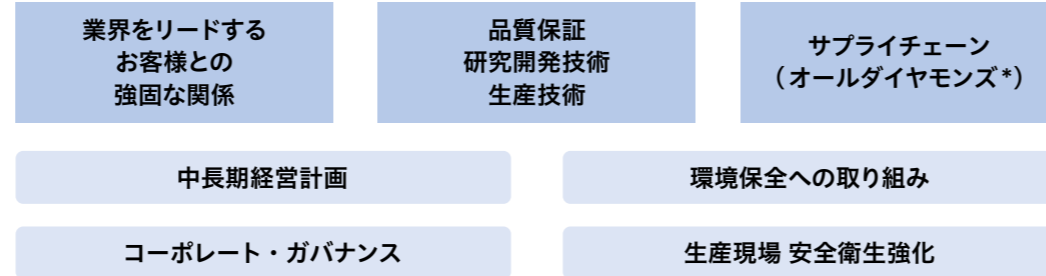 業界をリードする
お客様との
強固な関係
品質保証
研究開発技術
生産技術
サプライチェーン
（オールダイヤモンズ*）
中長期経営計画
環境保全への取り組み
コーポレート・ガバナンス
生産現場 安全衛生強化